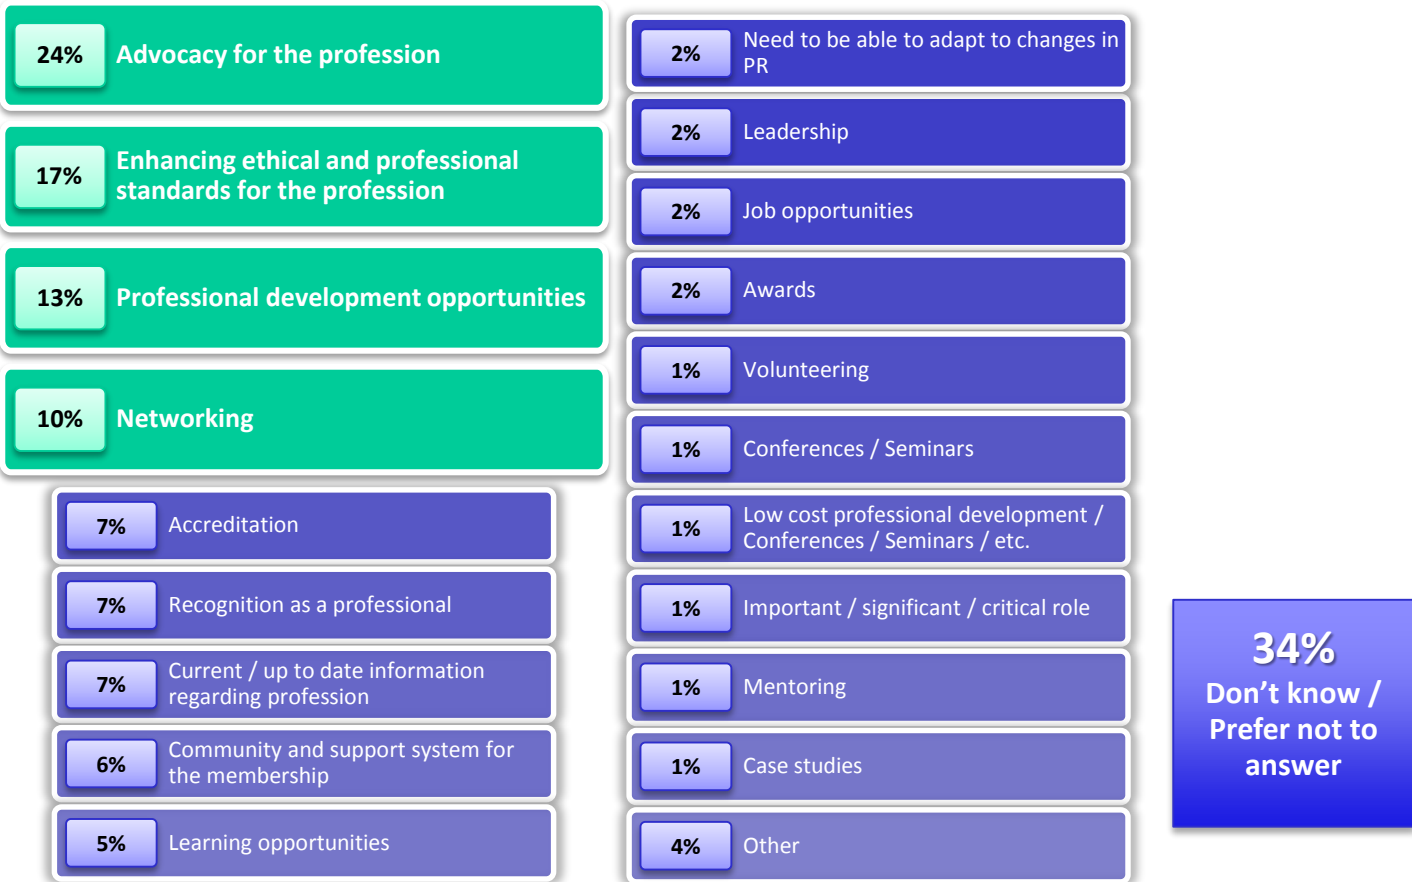 24%
Advocacy for the profession
17%
Enhancing ethical and professional
standards for the profession
13%
Professional development opportunities
10%
Networking
7%
Accreditation
7%
Recognition as a professional
7%
Current / up to date information
regarding profession
6%
Community and support system for
the membership
5%
Learning opportunities
2%
Need to be able to adapt to changes in
PR
2%
Leadership
2%
Job opportunities
2%
Awards
1%
Volunteering
1%
Conferences / Seminars
1%
Low cost professional development /
Conferences / Seminars / etc.
1%
Important / significant / critical role
1%
Mentoring
1%
Case studies
4%
Other
34%
Don’t know /
Prefer not to
answer